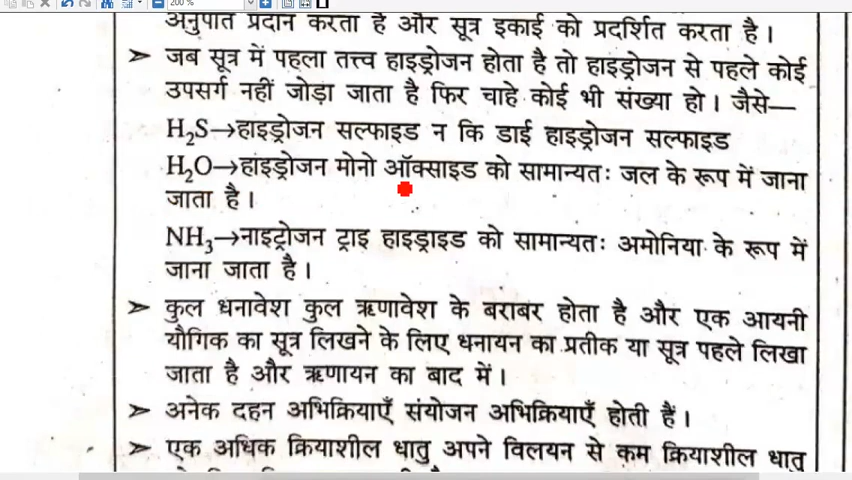 200 %
अनुपात प्रदान करता है और सूत्र इकाई को प्रदर्शित करता है।
➢ जब सूत्र में पहला तत्त्व हाइड्रोजन होता है तो हाइड्रोजन से पहले कोई
उपसर्ग नहीं जोड़ा जाता है फिर चाहे कोई भी संख्या हो। जैसे—
H₂S→हाइड्रोजन सल्फाइड न कि डाई हाइड्रोजन सल्फाइड
H₂O→हाइड्रोजन मोनो ऑक्साइड को सामान्यतः जल के रूप में जाना
जाता है।
NH₃→नाइट्रोजन ट्राइ हाइड्राइड को सामान्यतः अमोनिया के रूप में
जाना जाता है।
➢ कुल धनावेश कुल ऋणावेश के बराबर होता है और एक आयनी
यौगिक का सूत्र लिखने के लिए धनायन का प्रतीक या सूत्र पहले लिखा
जाता है और ऋणायन का बाद में।
➢ अनेक दहन अभिक्रियाएँ संयोजन अभिक्रियाएँ होती हैं।
➢ एक अधिक क्रियाशील धातु अपने विलयन से कम क्रियाशील धातु